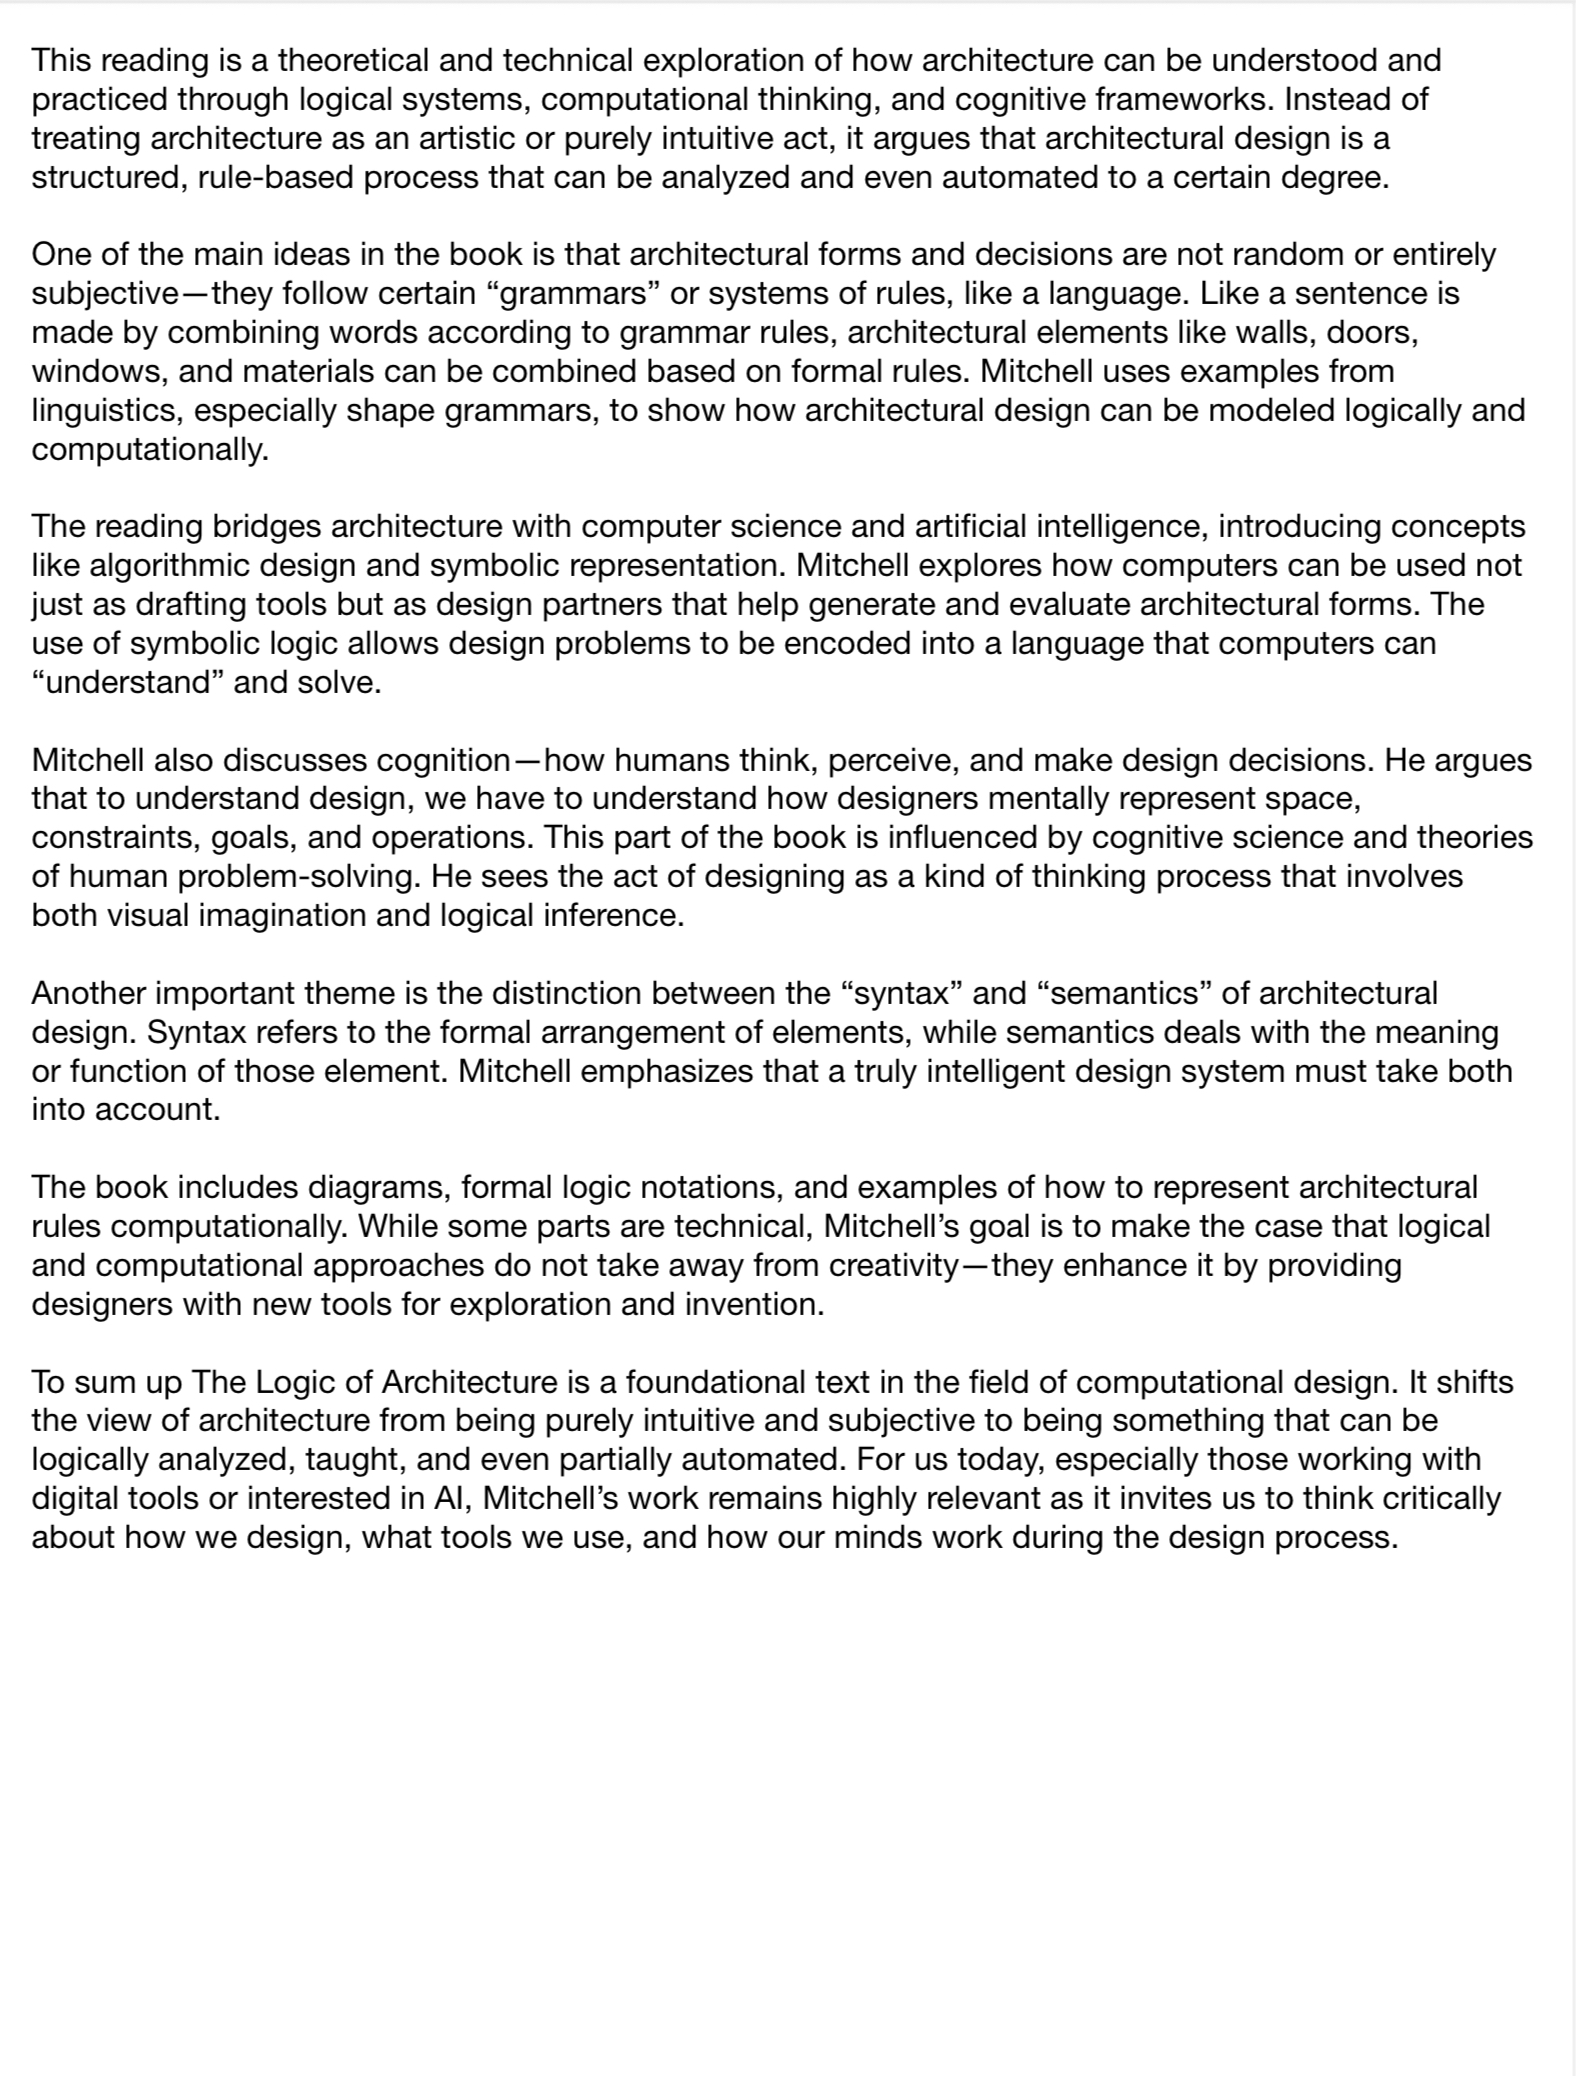 This reading is a theoretical and technical exploration of how architecture can be understood and
practiced through logical systems, computational thinking, and cognitive frameworks. Instead of
treating architecture as an artistic or purely intuitive act, it argues that architectural design is a
structured, rule-based process that can be analyzed and even automated to a certain degree.
One of the main ideas in the book is that architectural forms and decisions are not random or entirely
subjective—they follow certain “grammars” or systems of rules, like a language. Like a sentence is
made by combining words according to grammar rules, architectural elements like walls, doors,
windows, and materials can be combined based on formal rules. Mitchell uses examples from
linguistics, especially shape grammars, to show how architectural design can be modeled logically and
computationally.
The reading bridges architecture with computer science and artificial intelligence, introducing concepts
like algorithmic design and symbolic representation. Mitchell explores how computers can be used not
just as drafting tools but as design partners that help generate and evaluate architectural forms. The
use of symbolic logic allows design problems to be encoded into a language that computers can
“understand” and solve.
Mitchell also discusses cognition—how humans think, perceive, and make design decisions. He argues
that to understand design, we have to understand how designers mentally represent space,
constraints, goals, and operations. This part of the book is influenced by cognitive science and theories
of human problem-solving. He sees the act of designing as a kind of thinking process that involves
both visual imagination and logical inference.
Another important theme is the distinction between the “syntax” and “semantics” of architectural
design. Syntax refers to the formal arrangement of elements, while semantics deals with the meaning
or function of those element. Mitchell emphasizes that a truly intelligent design system must take both
into account.
The book includes diagrams, formal logic notations, and examples of how to represent architectural
rules computationally. While some parts are technical, Mitchell’s goal is to make the case that logical
and computational approaches do not take away from creativity—they enhance it by providing
designers with new tools for exploration and invention.
To sum up The Logic of Architecture is a foundational text in the field of computational design. It shifts
the view of architecture from being purely intuitive and subjective to being something that can be
logically analyzed, taught, and even partially automated. For us today, especially those working with
digital tools or interested in AI, Mitchell’s work remains highly relevant as it invites us to think critically
about how we design, what tools we use, and how our minds work during the design process.